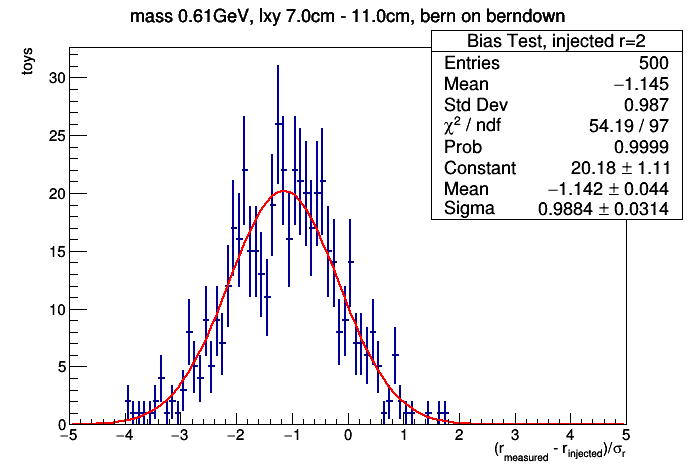 mass 0.61GeV, lxy 7.0cm - 11.0cm, bern on berndown
toys
Bias Test, injected r=2
Entries 500
Mean −1.145
Std Dev 0.987
χ² / ndf 54.19 / 97
Prob 0.9999
Constant 20.18 ± 1.11
Mean −1.142 ± 0.044
Sigma 0.9884 ± 0.0314
30
25
20
15
10
5
0
−5 −4 −3 −2 −1 0 1 2 3 4 5
(r_measured - r_injected)/σ_r